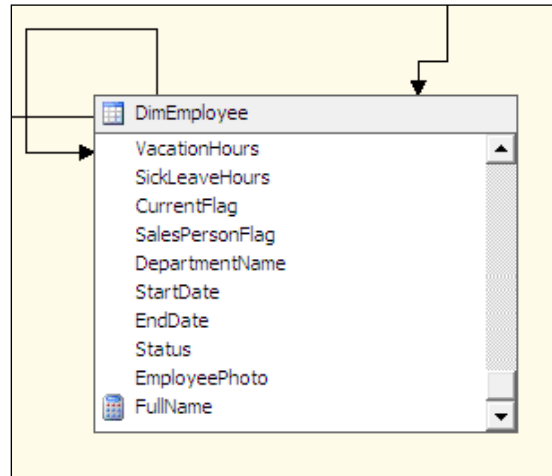 DimEmployee
VacationHours
SickLeaveHours
CurrentFlag
SalesPersonFlag
DepartmentName
StartDate
EndDate
Status
EmployeePhoto
FullName